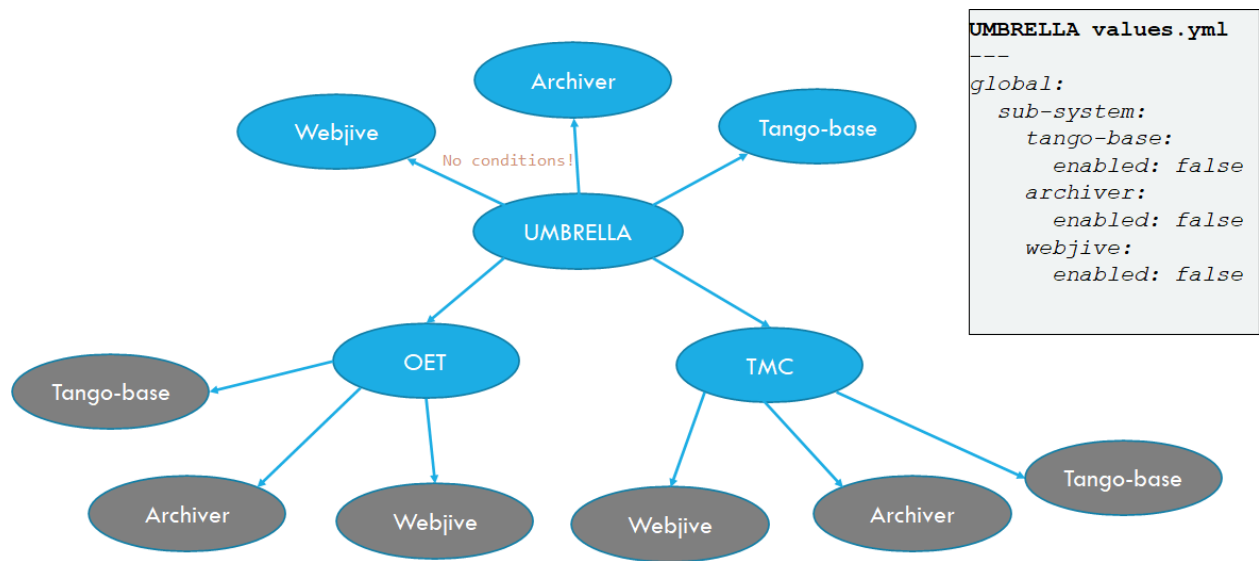 UMBRELLA values.yml
---
global:
  sub-system:
    tango-base:
      enabled: false
    archiver:
      enabled: false
    webjive:
      enabled: false
Archiver
Webjive
Tango-base
No conditions!
UMBRELLA
OET
TMC
Tango-base
Archiver
Webjive
Webjive
Archiver
Tango-base